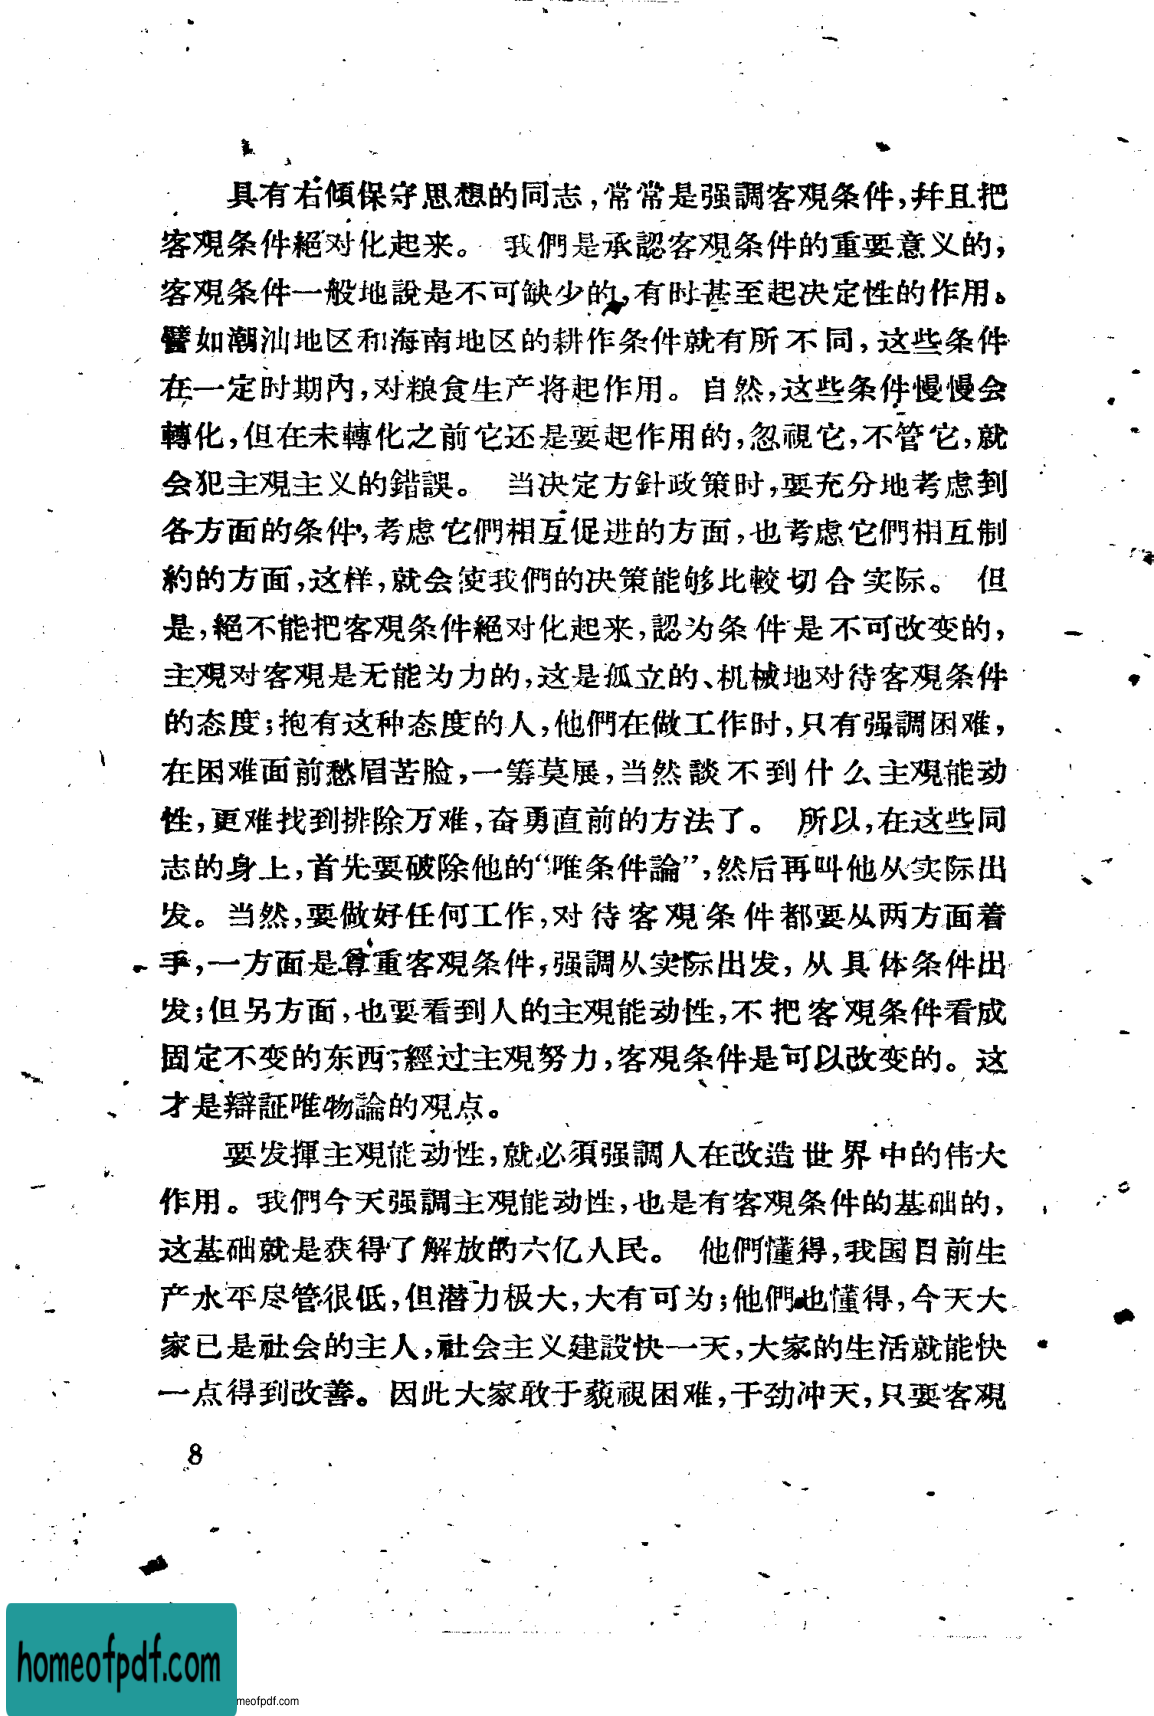 具有右傾保守思想的同志，常常是强調客观条件，并且把
客观条件絕对化起来。我們是承認客观条件的重要意义的，
客观条件一般地說是不可缺少的，有时甚至起决定性的作用。
譬如潮汕地区和海南地区的耕作条件就有所不同，这些条件
在一定时期內，对粮食生产将起作用。自然，这些条件慢慢会
轉化，但在未轉化之前它还是要起作用的，忽視它，不管它，就
会犯主观主义的錯誤。当决定方針政策时，要充分地考虑到
各方面的条件，考虑它們相互促进的方面，也考虑它們相互制
約的方面，这样，就会使我們的决策能够比較切合实际。但
是，絕不能把客观条件絕对化起来，認为条件是不可改变的，
主观对客观是无能为力的，这是孤立的、机械地对待客观条件
的态度；抱有这种态度的人，他們在做工作时，只有强調困难，
在困难面前愁眉苦脸，一筹莫展，当然談不到什么主观能动
性，更难找到排除万难，奋勇直前的方法了。所以，在这些同
志的身上，首先要破除他的“唯条件論”，然后再叫他从实际出
发。当然，要做好任何工作，对待客观条件都要从两方面着
手，一方面是尊重客观条件，强調从实际出发，从具体条件出
发；但另方面，也要看到人的主观能动性，不把客观条件看成
固定不变的东西，經过主观努力，客观条件是可以改变的。这
才是辯証唯物論的观点。
要发揮主观能动性，就必須强調人在改造世界中的伟大
作用。我們今天强調主观能动性，也是有客观条件的基础的，
这基础就是获得了解放的六亿人民。他們懂得，我国目前生
产水平尽管很低，但潜力极大，大有可为；他們也懂得，今天大
家已是社会的主人，社会主义建設快一天，大家的生活就能快
一点得到改善。因此大家敢于藐視困难，干劲冲天，只要客观
8
homeofpdf.com
meofpdf.com